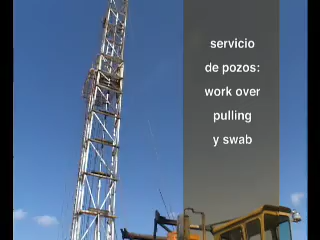 servicio
de pozos:
work over
pulling
y swab